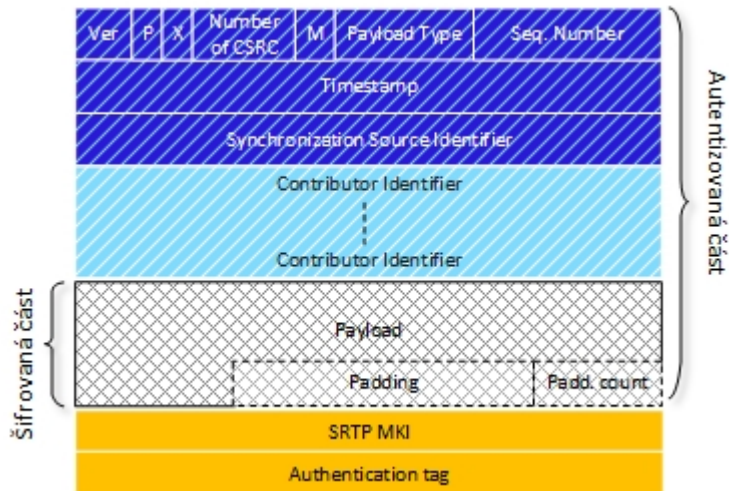 Ver P X Number of CSRC M Payload Type Seq. Number
Timestamp
Synchronization Source Identifier
Contributor Identifier
Contributor Identifier
Payload
Padding Padd. count
SRTP MKI
Authentication tag
Autentizovaná část
Šifrovaná část